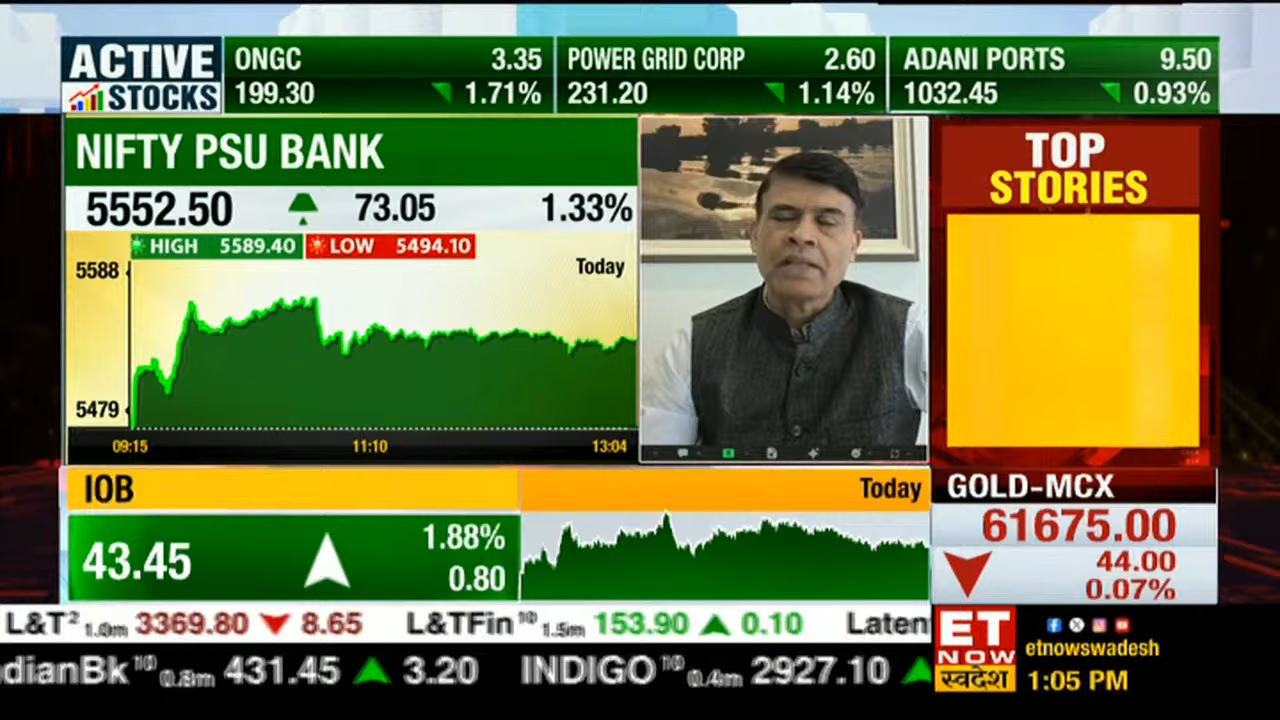 ACTIVE STOCKS
ONGC 3.35
199.30 1.71%
POWER GRID CORP 2.60
231.20 1.14%
ADANI PORTS 9.50
1032.45 0.93%
NIFTY PSU BANK
5552.50 73.05 1.33%
HIGH 5589.40 LOW 5494.10
Today
5588
5479
09:15 11:10 13:04
TOP
STORIES
IOB
Today
43.45
1.88%
0.80
GOLD-MCX
61675.00
44.00
0.07%
L&T² 1.0m 3369.80 8.65 L&TFin¹⁰ 1.5m 153.90 0.10 Laten
dianBk¹⁰ 0.8m 431.45 3.20 INDIGO¹⁰ 0.4m 2927.10
ET
NOW
स्वदेश
etnowswadesh
1:05 PM